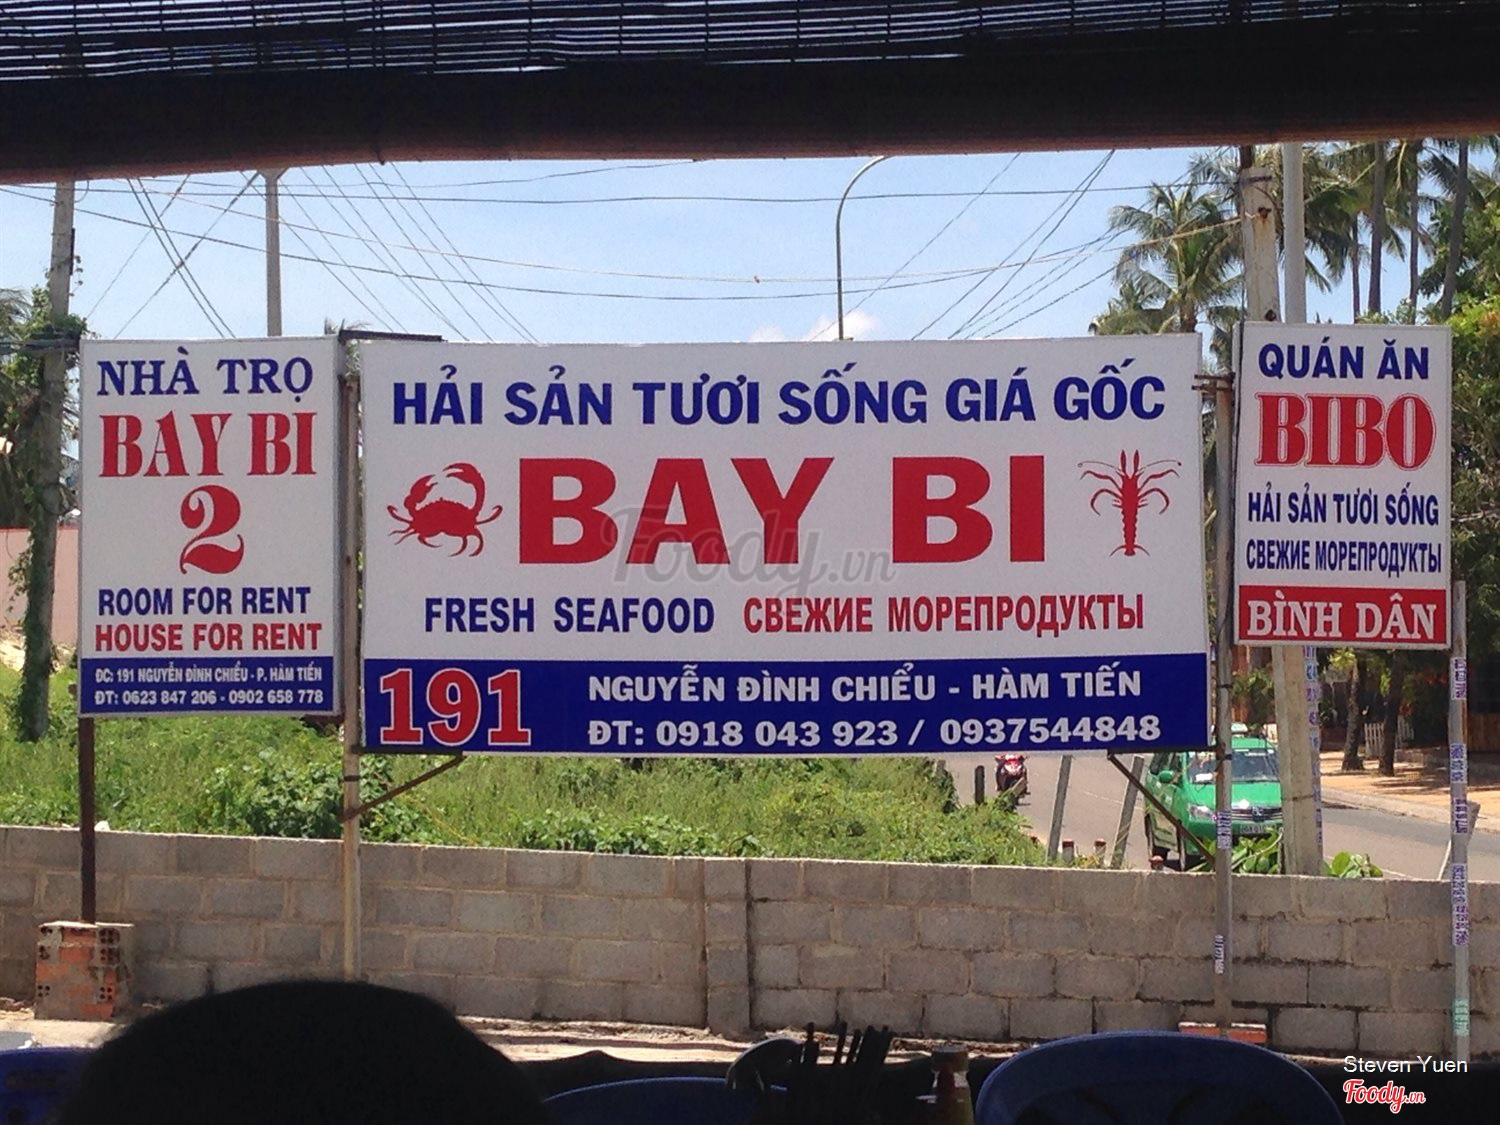 NHÀ TRỌ
BAY BI
2
ROOM FOR RENT
HOUSE FOR RENT
ĐC: 191 NGUYỄN ĐÌNH CHIỂU - P. HÀM TIẾN
ĐT: 0623 847 206 - 0902 658 778
HẢI SẢN TƯƠI SỐNG GIÁ GỐC
BAY BI
FRESH SEAFOOD СВЕЖИЕ МОРЕПРОДУКТЫ
191
NGUYỄN ĐÌNH CHIỂU - HÀM TIẾN
ĐT: 0918 043 923 / 0937544848
QUÁN ĂN
BIBO
HẢI SẢN TƯƠI SỐNG
СВЕЖИЕ МОРЕПРОДУКТЫ
BÌNH DÂN
Foody.vn
Steven Yuen
Foody.vn